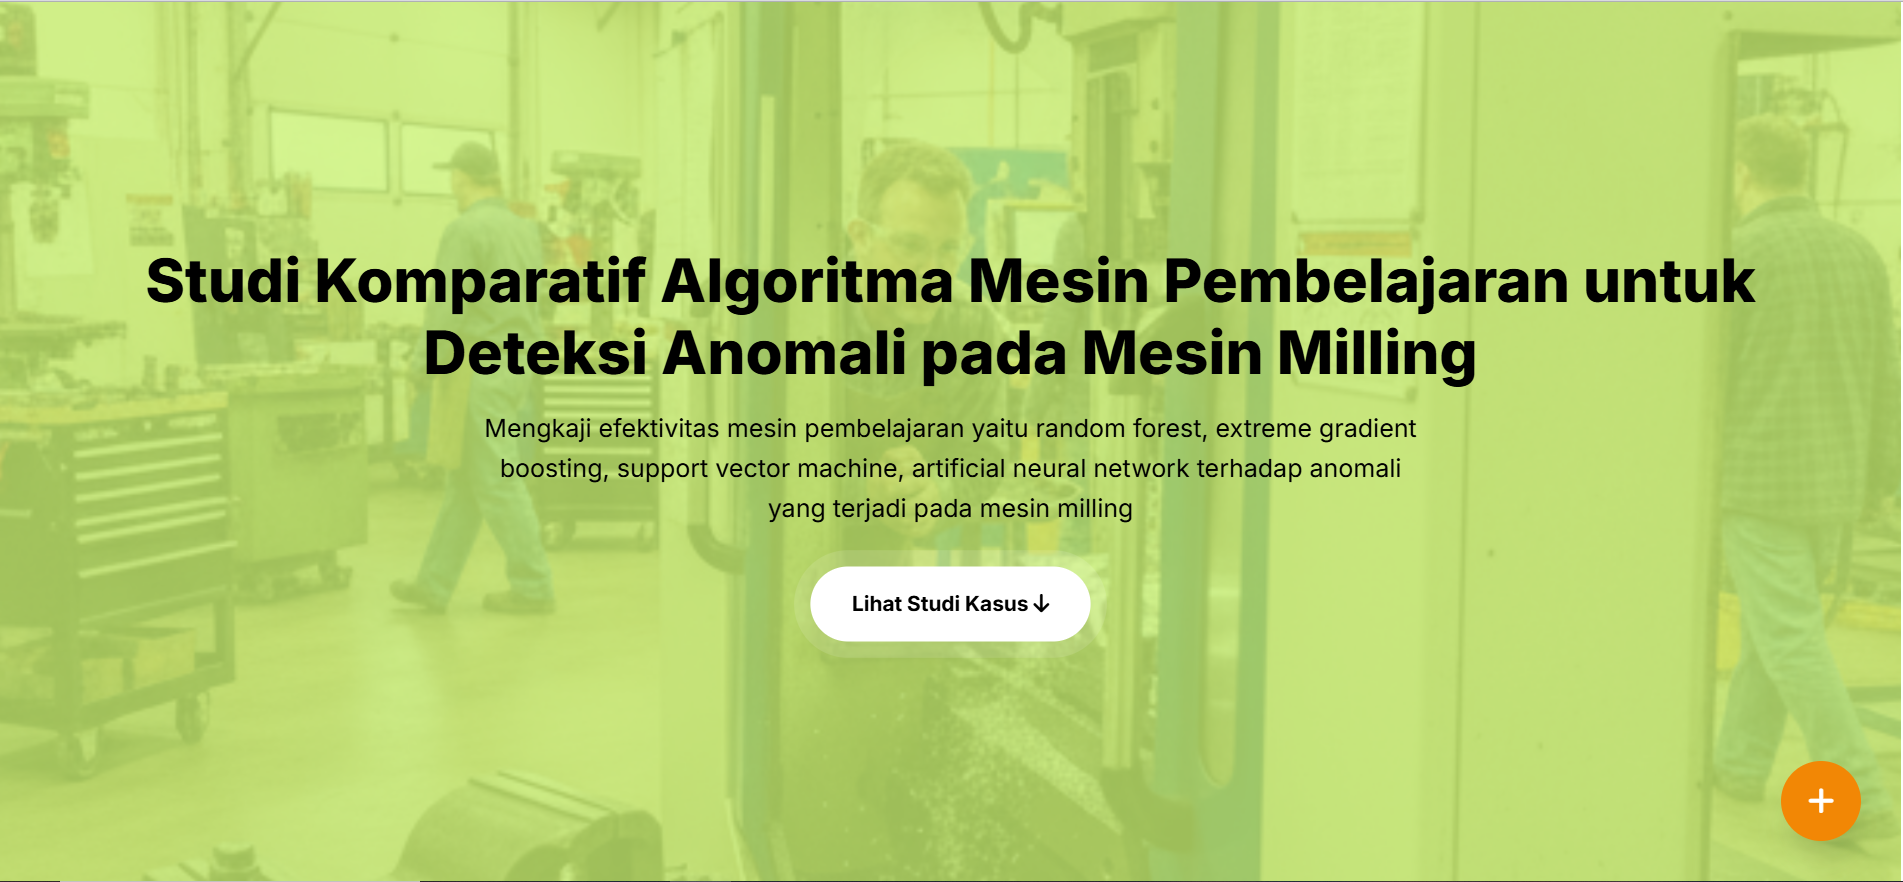 Studi Komparatif Algoritma Mesin Pembelajaran untuk
Deteksi Anomali pada Mesin Milling
Mengkaji efektivitas mesin pembelajaran yaitu random forest, extreme gradient
boosting, support vector machine, artificial neural network terhadap anomali
yang terjadi pada mesin milling
Lihat Studi Kasus ↓